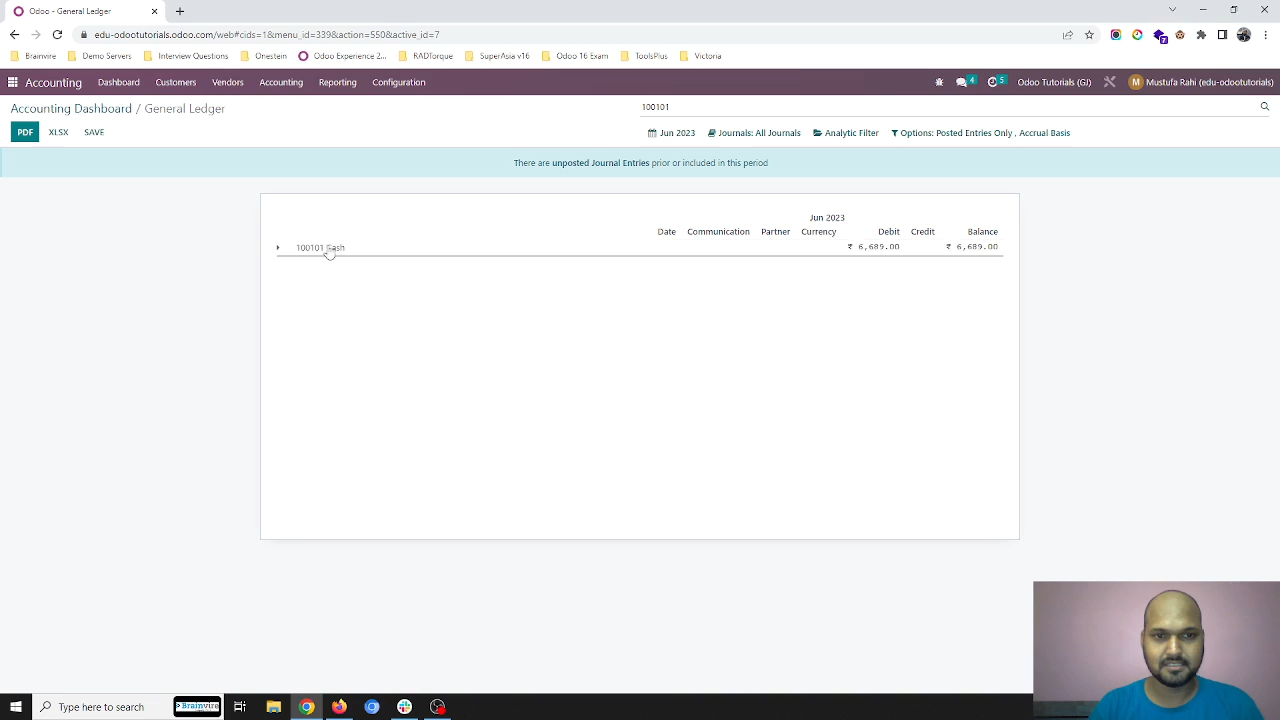 Odoo - General Ledger
edu-odootutorials.odoo.com/web#cids=1&menu_id=339&action=550&active_id=7
Brainvire Demo Servers Interview Questions Onestein Odoo Experience 2... RADTorque SuperAsia v16 Odoo 16 Exam ToolsPlus Victoria
Accounting Dashboard Customers Vendors Accounting Reporting Configuration 4 5 Odoo Tutorials (GJ) M Mustufa Rahi (edu-odootutorials)
Accounting Dashboard / General Ledger 100101
PDF XLSX SAVE Jun 2023 Journals: All Journals Analytic Filter Options: Posted Entries Only , Accrual Basis
There are unposted Journal Entries prior or included in this period
Jun 2023
Date Communication Partner Currency Debit Credit Balance
100101 Cash ₹ 6,689.00 ₹ 6,689.00
Type here to search Brainvire